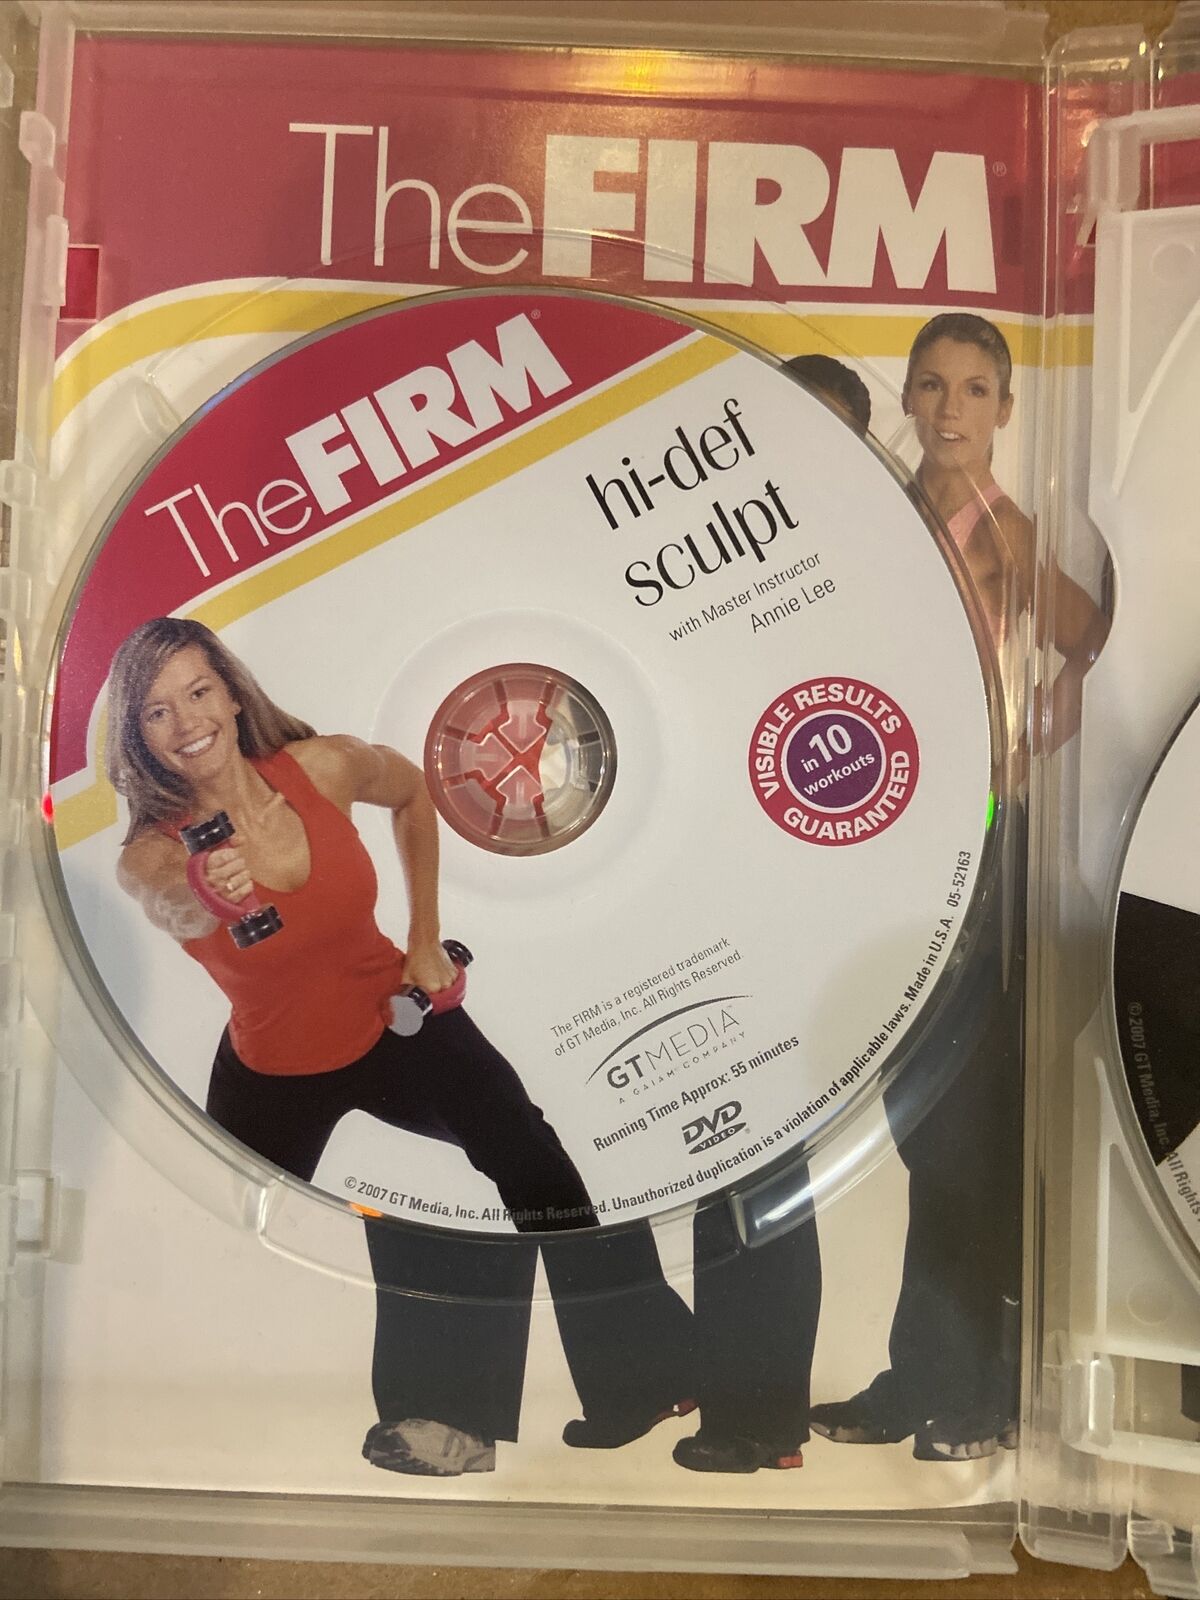 The FIRM®
The FIRM®
hi-def
sculpt
with Master Instructor
Annie Lee
VISIBLE RESULTS
in 10
workouts
GUARANTEED
The FIRM is a registered trademark
of GT Media, Inc. All Rights Reserved.
GTMEDIA
A GAIAM COMPANY
Running Time Approx: 55 minutes
DVD
VIDEO
© 2007 GT Media, Inc. All Rights Reserved. Unauthorized duplication is a violation of applicable laws. Made in U.S.A. 05-52163
© 2007 GT Media, Inc. All Rights